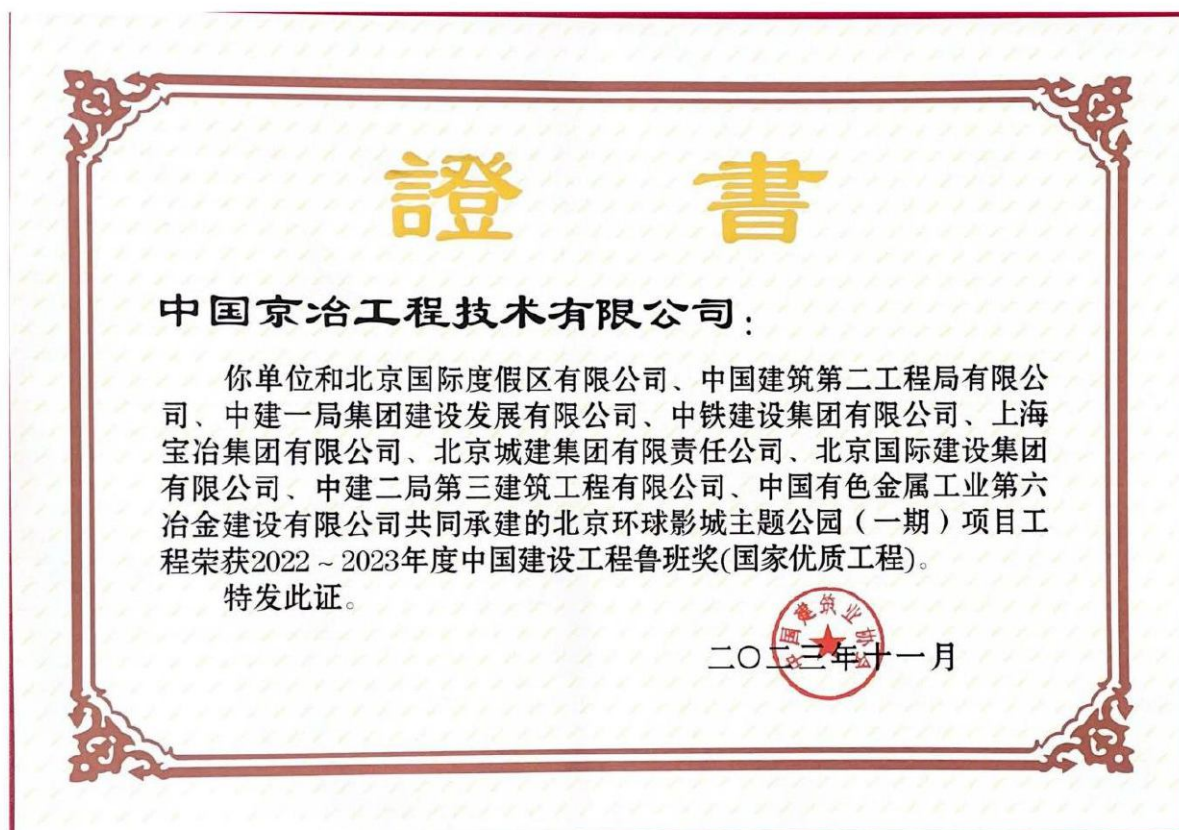 證書
中国京冶工程技术有限公司：
你单位和北京国际度假区有限公司、中国建筑第二工程局有限公
司、中建一局集团建设发展有限公司、中铁建设集团有限公司、上海
宝冶集团有限公司、北京城建集团有限责任公司、北京国际建设集团
有限公司、中建二局第三建筑工程有限公司、中国有色金属工业第六
冶金建设有限公司共同承建的北京环球影城主题公园（一期）项目工
程荣获2022～2023年度中国建设工程鲁班奖(国家优质工程)。
特发此证。
中国建筑业协会
二〇二三年十一月